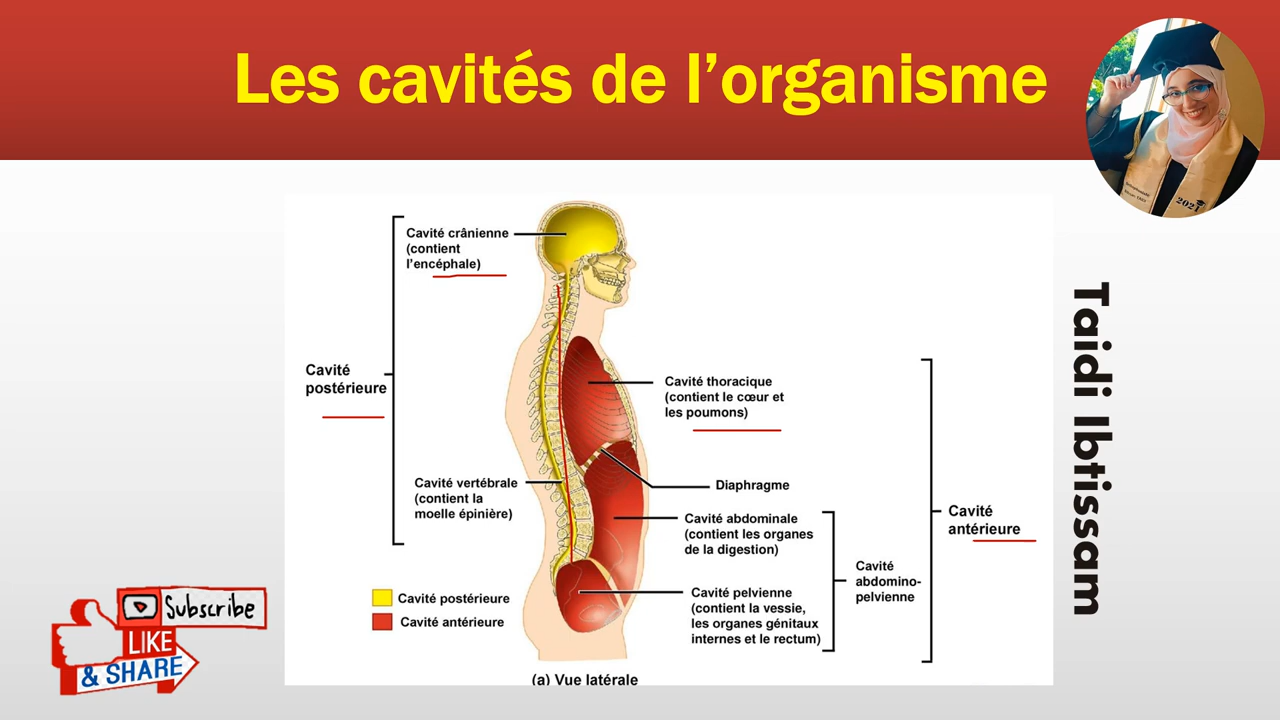 Les cavités de l’organisme
2021
Cavité crânienne
(contient
l’encéphale)
Cavité
postérieure
Cavité vertébrale
(contient la
moelle épinière)
Cavité thoracique
(contient le cœur et
les poumons)
Diaphragme
Cavité abdominale
(contient les organes
de la digestion)
Cavité pelvienne
(contient la vessie,
les organes génitaux
internes et le rectum)
Cavité
abdomino-
pelvienne
Cavité
antérieure
Cavité postérieure
Cavité antérieure
(a) Vue latérale
Taidi Ibtissam
Subscribe
LIKE
& SHARE